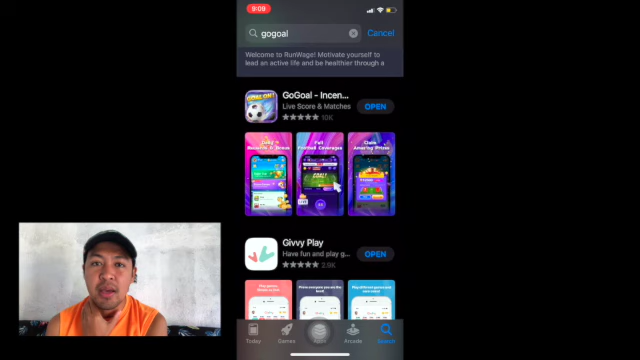 9:09
gogoal
Cancel
Welcome to RunWage! Motivate yourself to
lead an active life and be healthier through a
GoGoal - Incen...
Live Score & Matches
10K
OPEN
Full
Football Coverages
Claim
Amazing Prizes
Givvy Play
Have fun and play g...
2.9K
OPEN
Today
Games
Apps
Arcade
Search